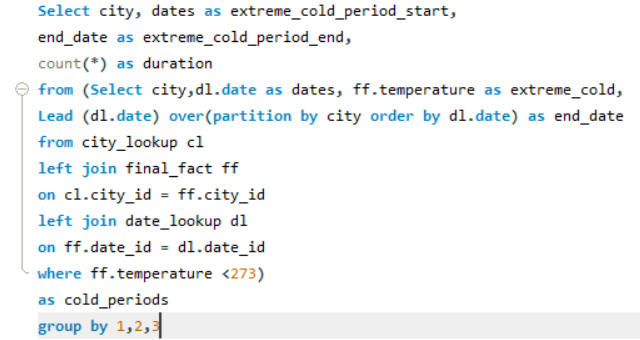 Select city, dates as extreme_cold_period_start,
end_date as extreme_cold_period_end,
count(*) as duration
from (Select city,dl.date as dates, ff.temperature as extreme_cold,
Lead (dl.date) over(partition by city order by dl.date) as end_date
from city_lookup cl
left join final_fact ff
on cl.city_id = ff.city_id
left join date_lookup dl
on ff.date_id = dl.date_id
where ff.temperature <273)
as cold_periods
group by 1,2,3